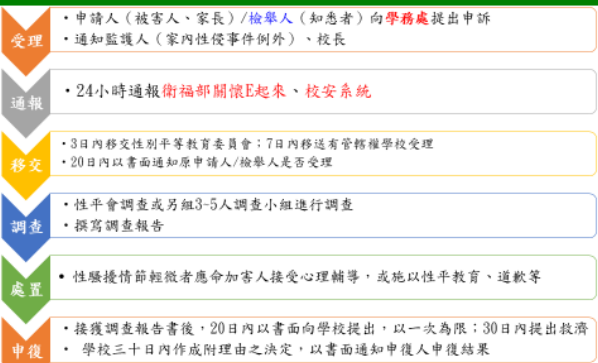 受理
・申請人（被害人、家長）/檢舉人（知悉者）向學務處提出申訴
・通知監護人（家內性侵事件例外）、校長
通報
・24小時通報衛福部關懷E起來、校安系統
移交
・3日內移交性別平等教育委員會；7日內移送有管轄權學校受理
・20日內以書面通知原申請人/檢舉人是否受理
調查
・性平會調查或另組3-5人調查小組進行調查
・撰寫調查報告
處置
• 性騷擾情節輕微者應命加害人接受心理輔導，或施以性平教育、道歉等
申復
・接獲調查報告書後，20日內以書面向學校提出，以一次為限；30日內提出救濟
・ 學校三十日內作成附理由之決定，以書面通知申復人申復結果